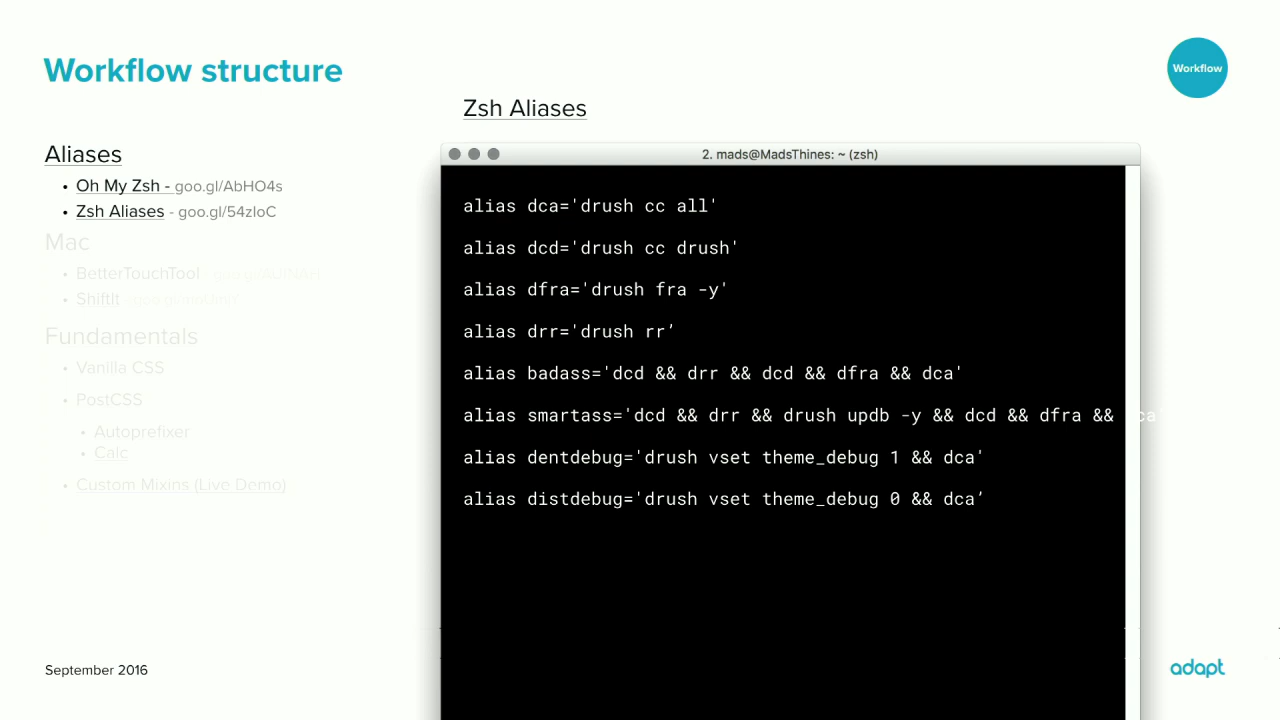 Workflow structure
Workflow
Zsh Aliases
Aliases
• Oh My Zsh - goo.gl/AbHO4s
• Zsh Aliases - goo.gl/54zIoC
Mac
• BetterTouchTool
• ShiftIt
Fundamentals
• Vanilla CSS
• PostCSS
• Autoprefixer
• Calc
• Custom Mixins (Live Demo)
2. mads@MadsThines: ~ (zsh)
alias dca='drush cc all'
alias dcd='drush cc drush'
alias dfra='drush fra -y'
alias drr='drush rr’
alias badass='dcd && drr && dcd && dfra && dca'
alias smartass='dcd && drr && drush updb -y && dcd && dfra && dca'
alias dentdebug='drush vset theme_debug 1 && dca'
alias distdebug='drush vset theme_debug 0 && dca’
September 2016
adapt